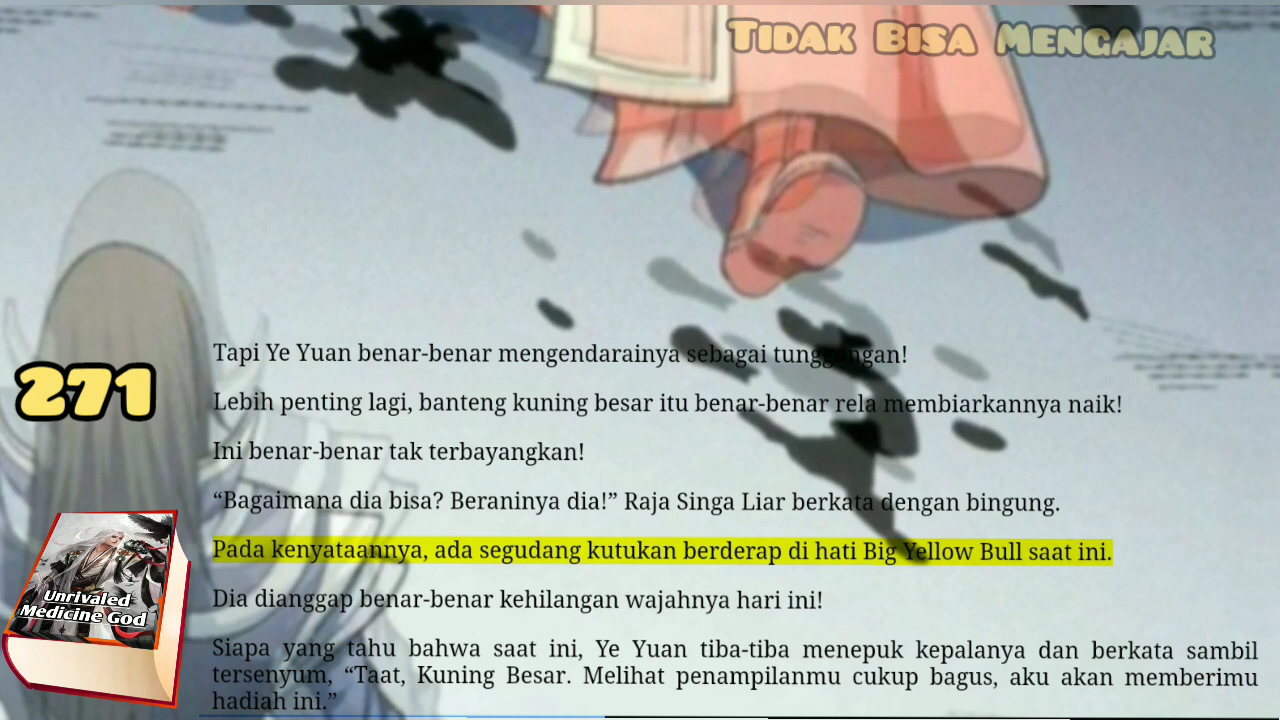 Tidak Bisa Mengajar
Tapi Ye Yuan benar-benar mengendarainya sebagai tunggangan!
271
Lebih penting lagi, banteng kuning besar itu benar-benar rela membiarkannya naik!
Ini benar-benar tak terbayangkan!
“Bagaimana dia bisa? Beraninya dia!” Raja Singa Liar berkata dengan bingung.
Pada kenyataannya, ada segudang kutukan berderap di hati Big Yellow Bull saat ini.
Dia dianggap benar-benar kehilangan wajahnya hari ini!
Siapa yang tahu bahwa saat ini, Ye Yuan tiba-tiba menepuk kepalanya dan berkata sambil
tersenyum, “Taat, Kuning Besar. Melihat penampilanmu cukup bagus, aku akan memberimu
hadiah ini.”
Unrivaled
Medicine God